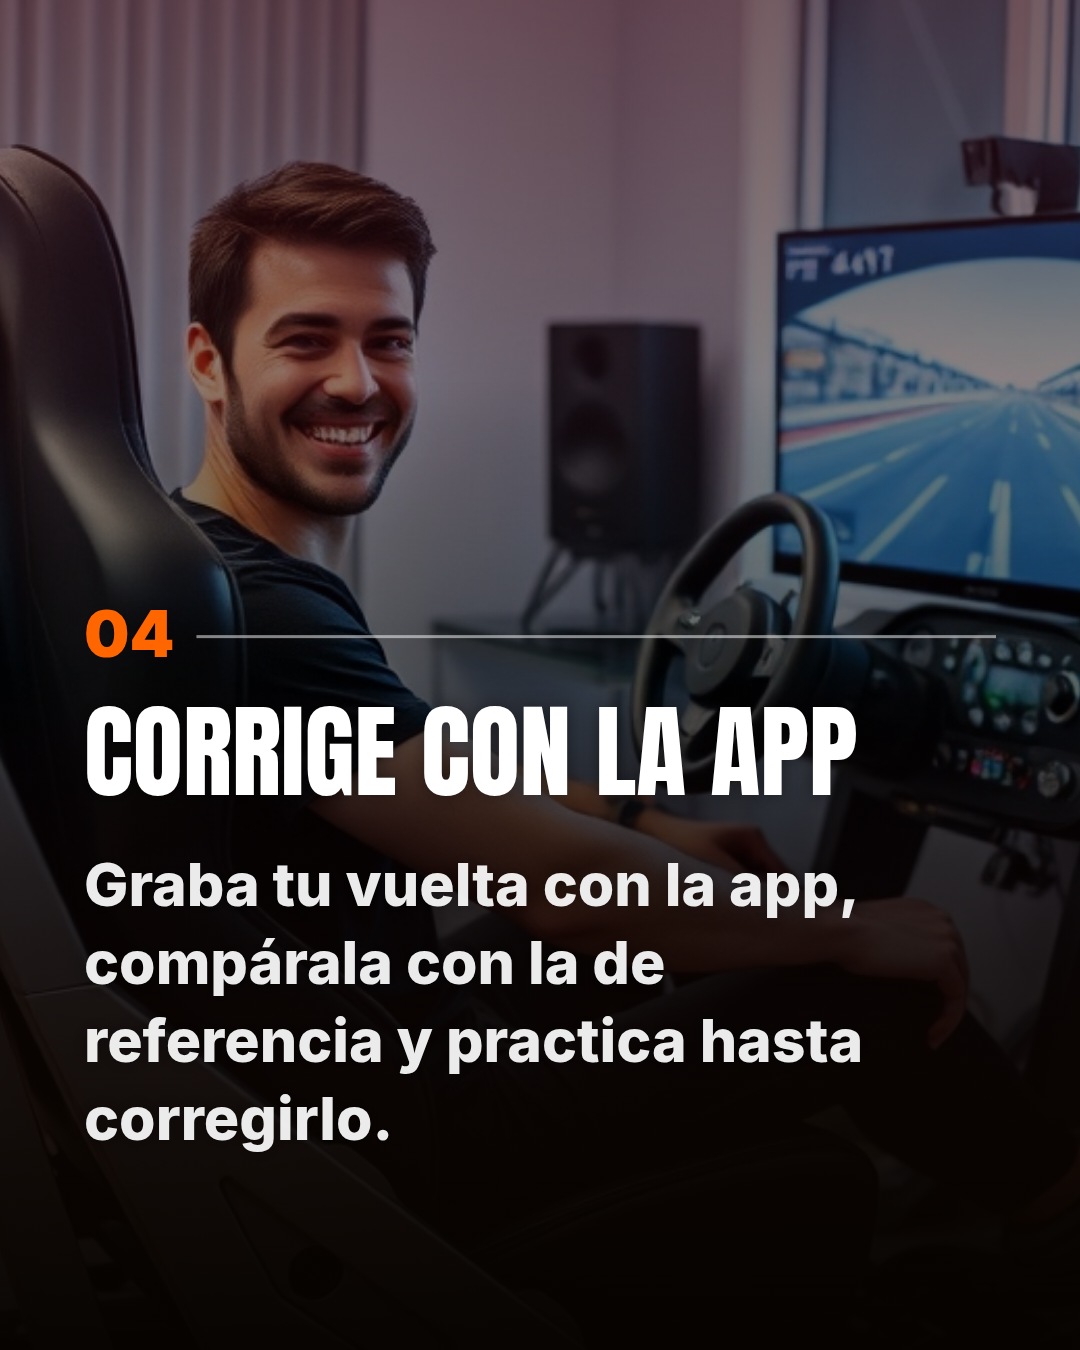 04
CORRIGE CON LA APP
Graba tu vuelta con la app,
compárala con la de
referencia y practica hasta
corregirlo.